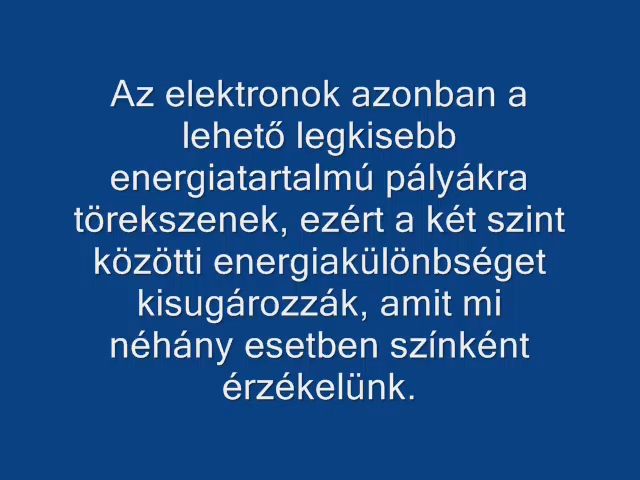 Az elektronok azonban a
lehető legkisebb
energiatartalmú pályákra
törekszenek, ezért a két szint
közötti energiakülönbséget
kisugározzák, amit mi
néhány esetben színként
érzékelünk.